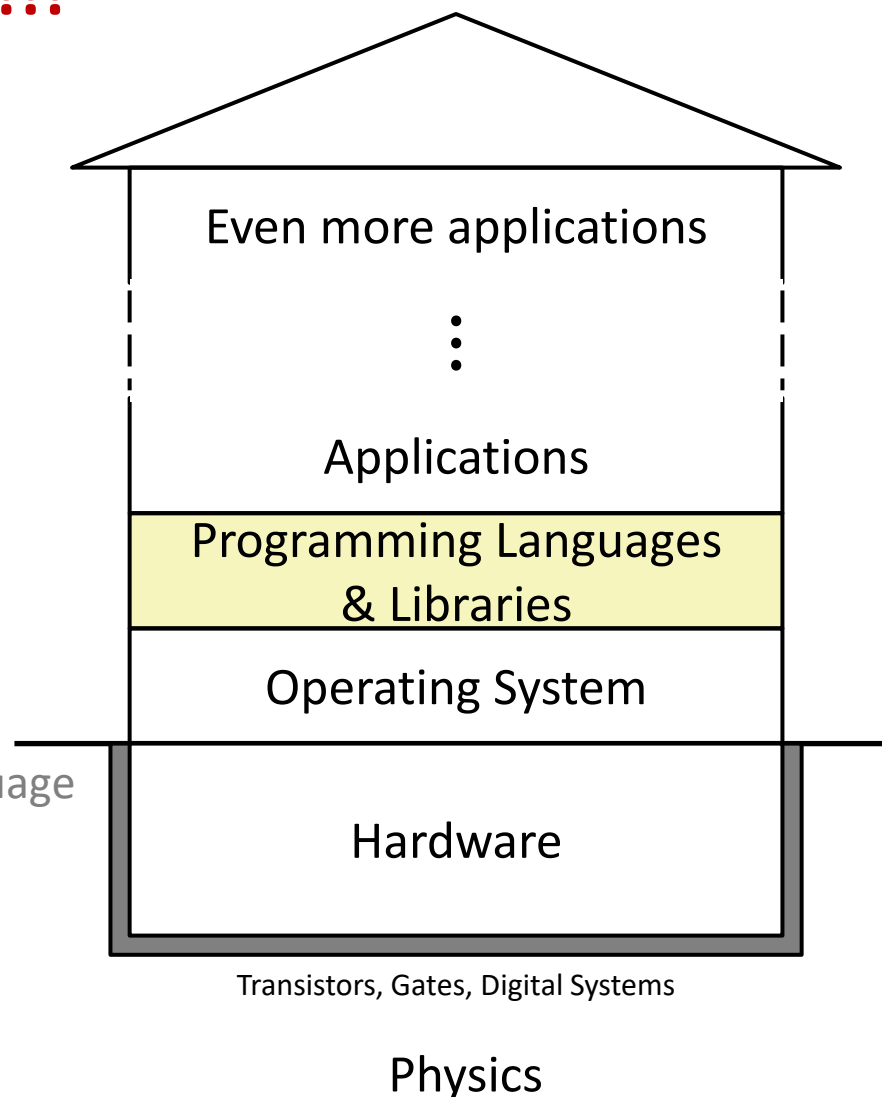 Even more applications
Applications
Programming Languages
& Libraries
Operating System
Hardware
Transistors, Gates, Digital Systems
Physics